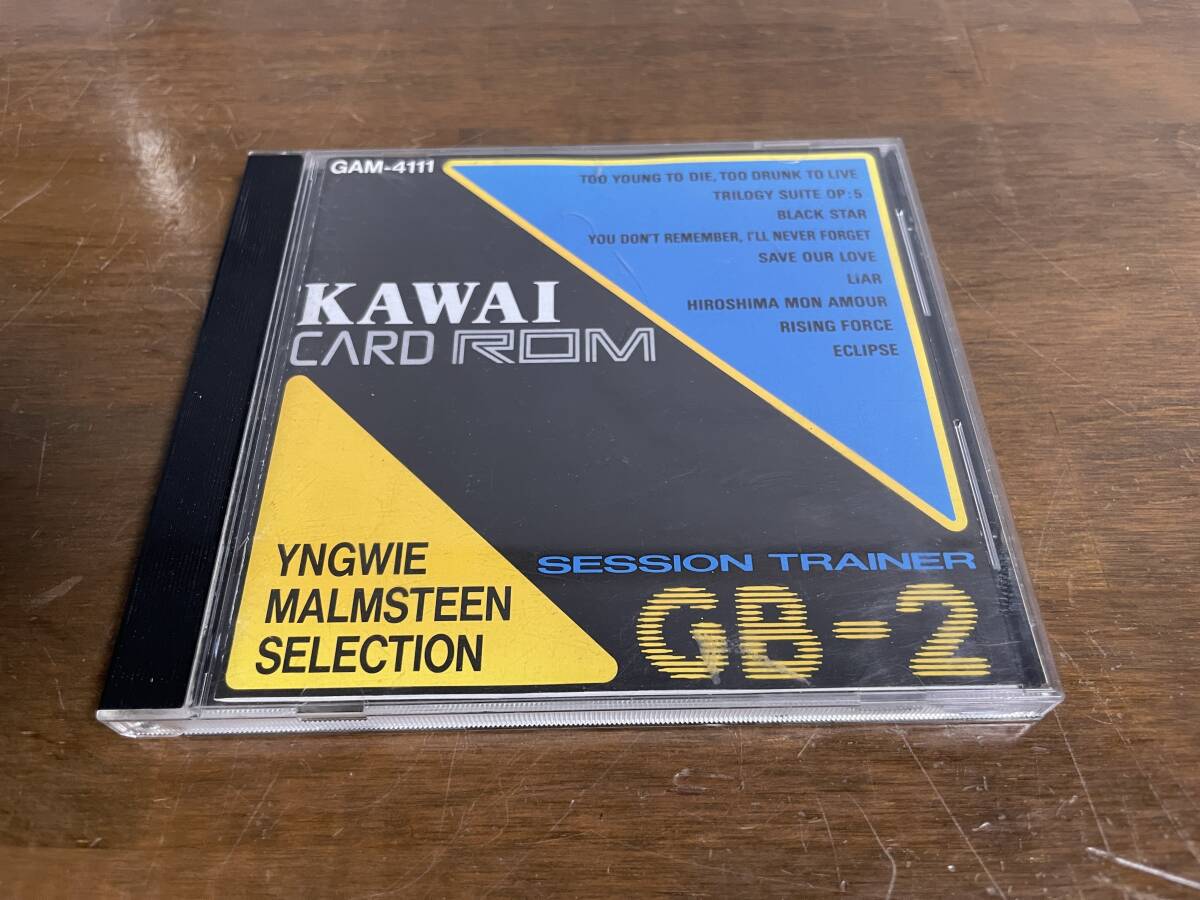 GAM-4111
TOO YOUNG TO DIE, TOO DRUNK TO LIVE
TRILOGY SUITE OP:5
BLACK STAR
YOU DON'T REMEMBER, I'LL NEVER FORGET
SAVE OUR LOVE
LiAR
HIROSHIMA MON AMOUR
RISING FORCE
ECLIPSE
KAWAI
CARD ROM
YNGWIE
MALMSTEEN
SELECTION
SESSION TRAINER
GB-2